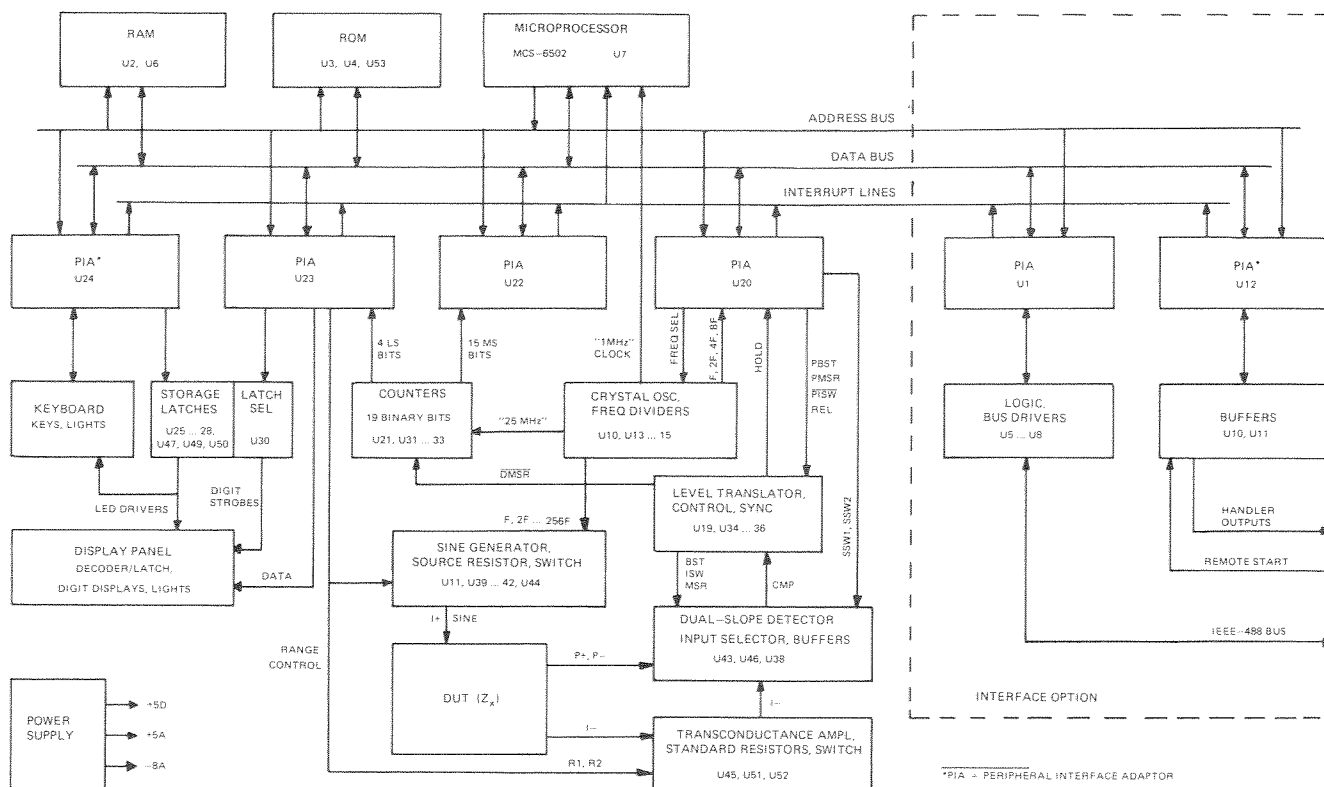 RAM
U2, U6
ROM
U3, U4, U53
MICROPROCESSOR
MCS-6502 U7
ADDRESS BUS
DATA BUS
INTERRUPT LINES
PIA*
U24
PIA
U23
PIA
U22
PIA
U20
PIA
U1
PIA*
U12
4 LS
BITS
15 MS
BITS
"1MHz"
CLOCK
FREQ SEL
F, 2F, 4F, 8F
HOLD
PBST
PMSR
PISW
REL
KEYBOARD
KEYS, LIGHTS
STORAGE
LATCHES
U25 ... 28,
U47, U49, U50
LATCH
SEL
U30
COUNTERS
19 BINARY BITS
U21, U31 ... 33
"25 MHz"
CRYSTAL OSC,
FREQ DIVIDERS
U10, U13 ... 15
LOGIC,
BUS DRIVERS
U5 ... U8
BUFFERS
U10, U11
DMSR
LED DRIVERS
DIGIT
STROBES
LEVEL TRANSLATOR,
CONTROL, SYNC
U19, U34 ... 36
SSW1, SSW2
HANDLER
OUTPUTS
REMOTE START
F, 2F ... 256F
DISPLAY PANEL
DECODER/LATCH,
DIGIT DISPLAYS, LIGHTS
DATA
SINE GENERATOR,
SOURCE RESISTOR, SWITCH
U11, U39 ... 42, U44
BST
ISW
MSR
CMP
DUAL-SLOPE DETECTOR
INPUT SELECTOR, BUFFERS
U43, U46, U38
IEEE-488 BUS
I+ SINE
RANGE
CONTROL
P+, P-
DUT (Zx)
I-
I-
INTERFACE OPTION
POWER
SUPPLY
+5D
+5A
-8A
TRANSCONDUCTANCE AMPL,
STANDARD RESISTORS, SWITCH
U45, U51, U52
R1, R2
*PIA = PERIPHERAL INTERFACE ADAPTOR